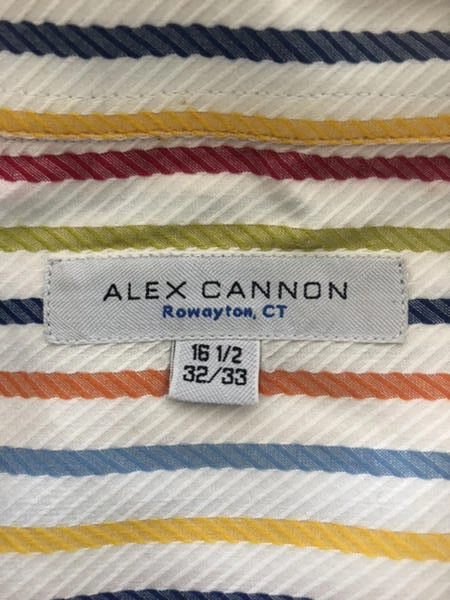 ALEX CANNON
Rowayton, CT
16 1/2
32/33